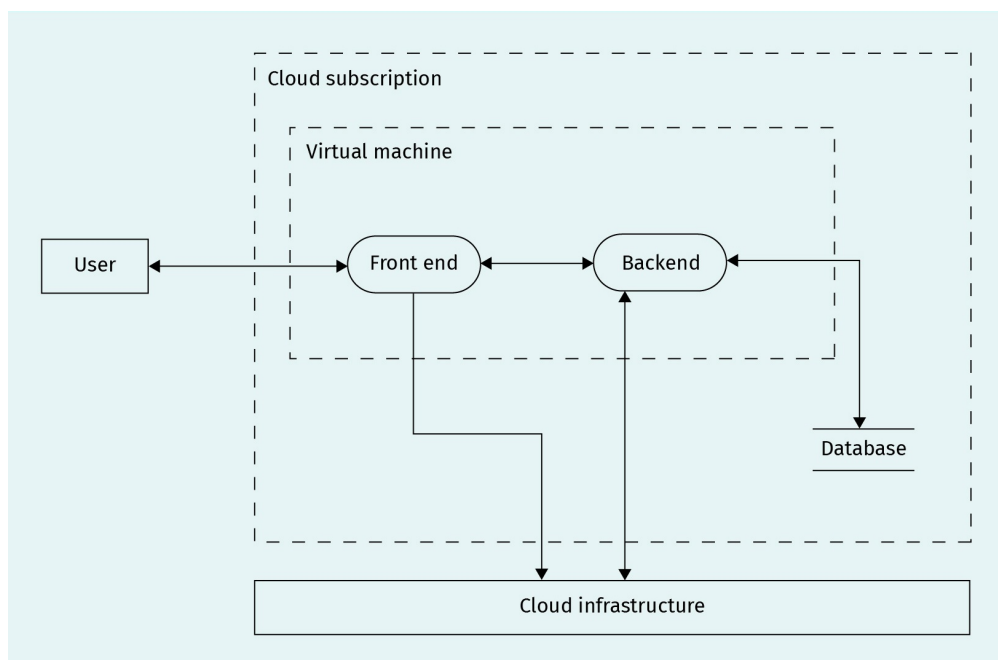 Cloud subscription
Virtual machine
User
Front end
Backend
Database
Cloud infrastructure